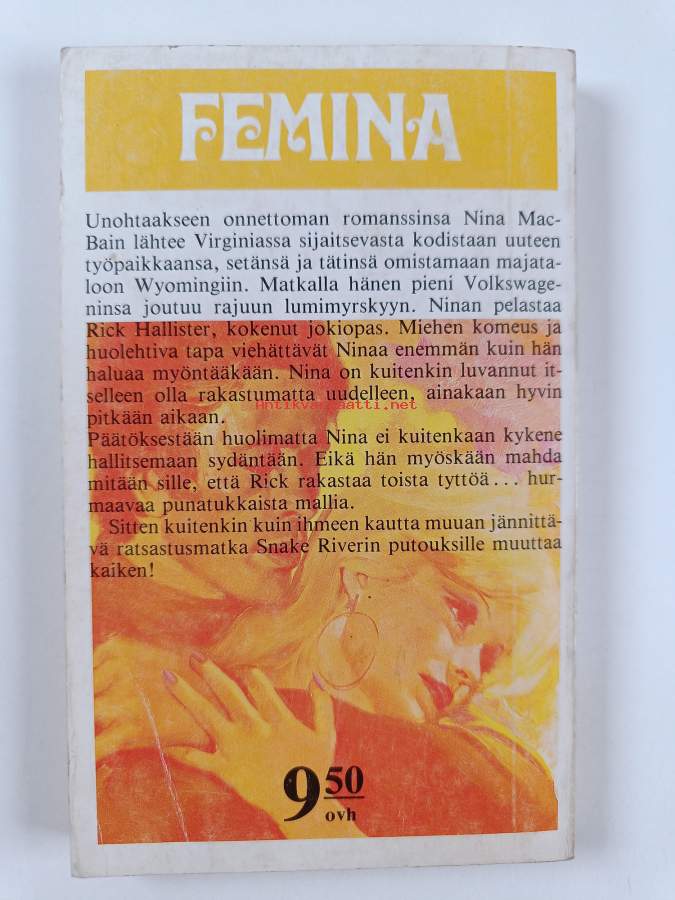 FEMINA
Unohtaakseen onnettoman romanssinsa Nina Mac-
Bain lähtee Virginiassa sijaitsevasta kodistaan uuteen
työpaikkaansa, setänsä ja tätinsä omistamaan majata-
loon Wyomingiin. Matkalla hänen pieni Volkswage-
ninsa joutuu rajuun lumimyrskyyn. Ninan pelastaa
Rick Hallister, kokenut jokiopas. Miehen komeus ja
huolehtiva tapa viehättävät Ninaa enemmän kuin hän
haluaa myöntääkään. Nina on kuitenkin luvannut it-
selleen olla rakastumatta uudelleen, ainakaan hyvin
Antikvariaatti.net
pitkään aikaan.
Päätöksestään huolimatta Nina ei kuitenkaan kykene
hallitsemaan sydäntään. Eikä hän myöskään mahda
mitään sille, että Rick rakastaa toista tyttöä... hur-
maavaa punatukkaista mallia.
Sitten kuitenkin kuin ihmeen kautta muuan jännittä-
vä ratsastusmatka Snake Riverin putouksille muuttaa
kaiken!
9 50
ovh